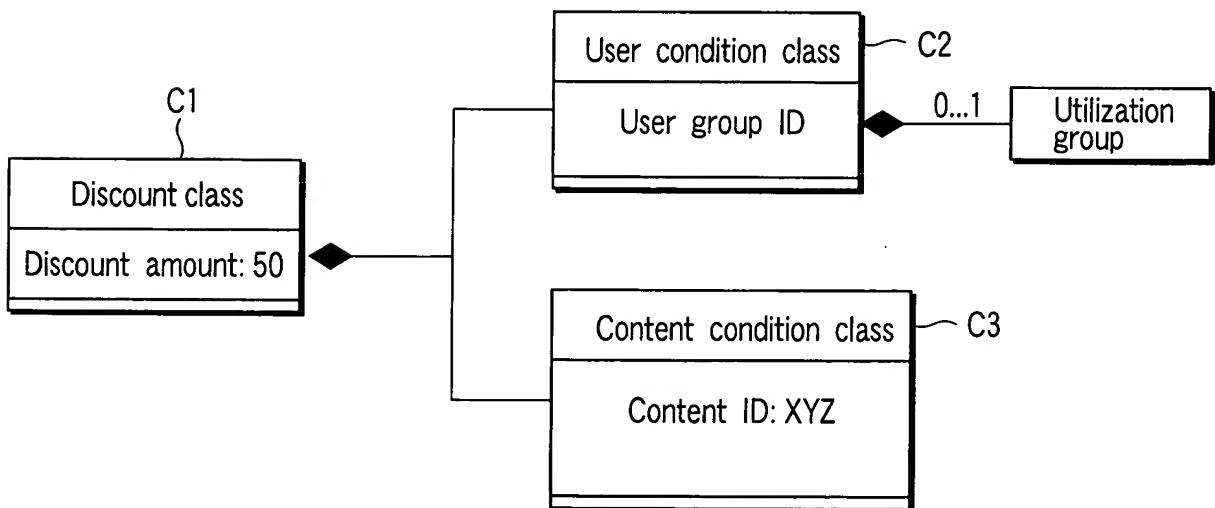 C1
Discount class
Discount amount: 50
User condition class
C2
User group ID
0...1
Utilization
group
Content condition class
C3
Content ID: XYZ